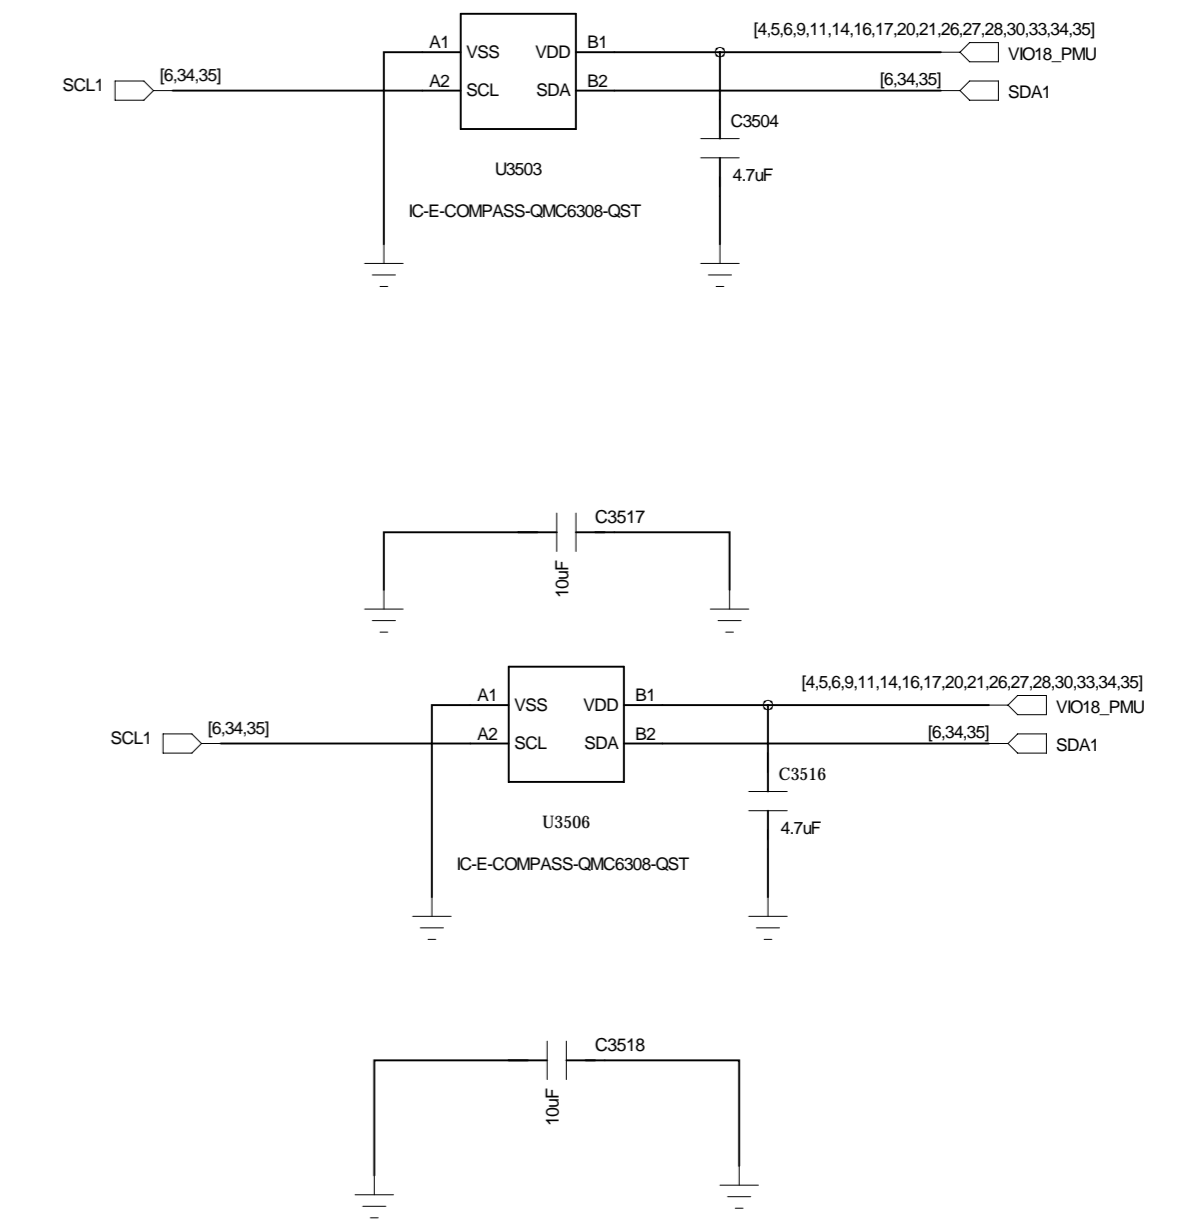 [4,5,6,9,11,14,16,17,20,21,26,27,28,30,33,34,35]
A1 VSS VDD B1 VIO18_PMU
SCL1 [6,34,35] A2 SCL SDA B2 [6,34,35] SDA1
C3504
4.7uF
U3503
IC-E-COMPASS-QMC6308-QST
C3517
10uF
[4,5,6,9,11,14,16,17,20,21,26,27,28,30,33,34,35]
A1 VSS VDD B1 VIO18_PMU
SCL1 [6,34,35] A2 SCL SDA B2 [6,34,35] SDA1
C3516
4.7uF
U3506
IC-E-COMPASS-QMC6308-QST
C3518
10uF